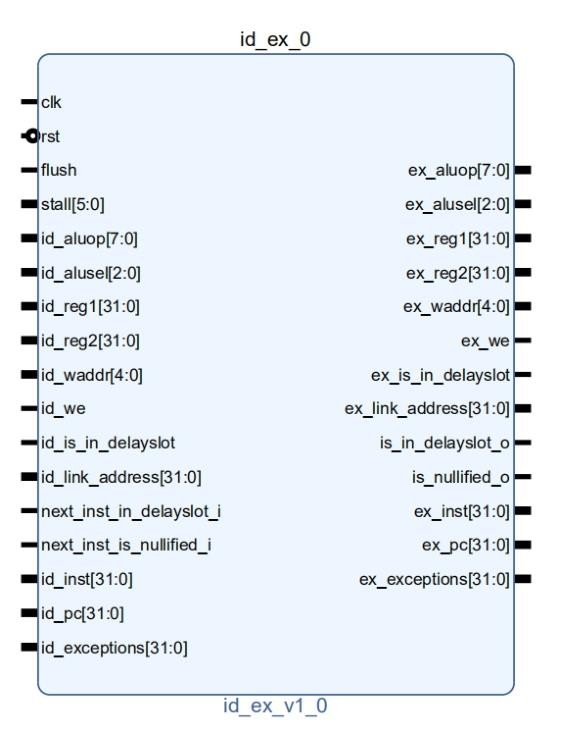 id_ex_0
clk
rst
flush
stall[5:0]
id_aluop[7:0]
id_alusel[2:0]
id_reg1[31:0]
id_reg2[31:0]
id_waddr[4:0]
id_we
id_is_in_delayslot
id_link_address[31:0]
next_inst_in_delayslot_i
next_inst_is_nullified_i
id_inst[31:0]
id_pc[31:0]
id_exceptions[31:0]
ex_aluop[7:0]
ex_alusel[2:0]
ex_reg1[31:0]
ex_reg2[31:0]
ex_waddr[4:0]
ex_we
ex_is_in_delayslot
ex_link_address[31:0]
is_in_delayslot_o
is_nullified_o
ex_inst[31:0]
ex_pc[31:0]
ex_exceptions[31:0]
id_ex_v1_0